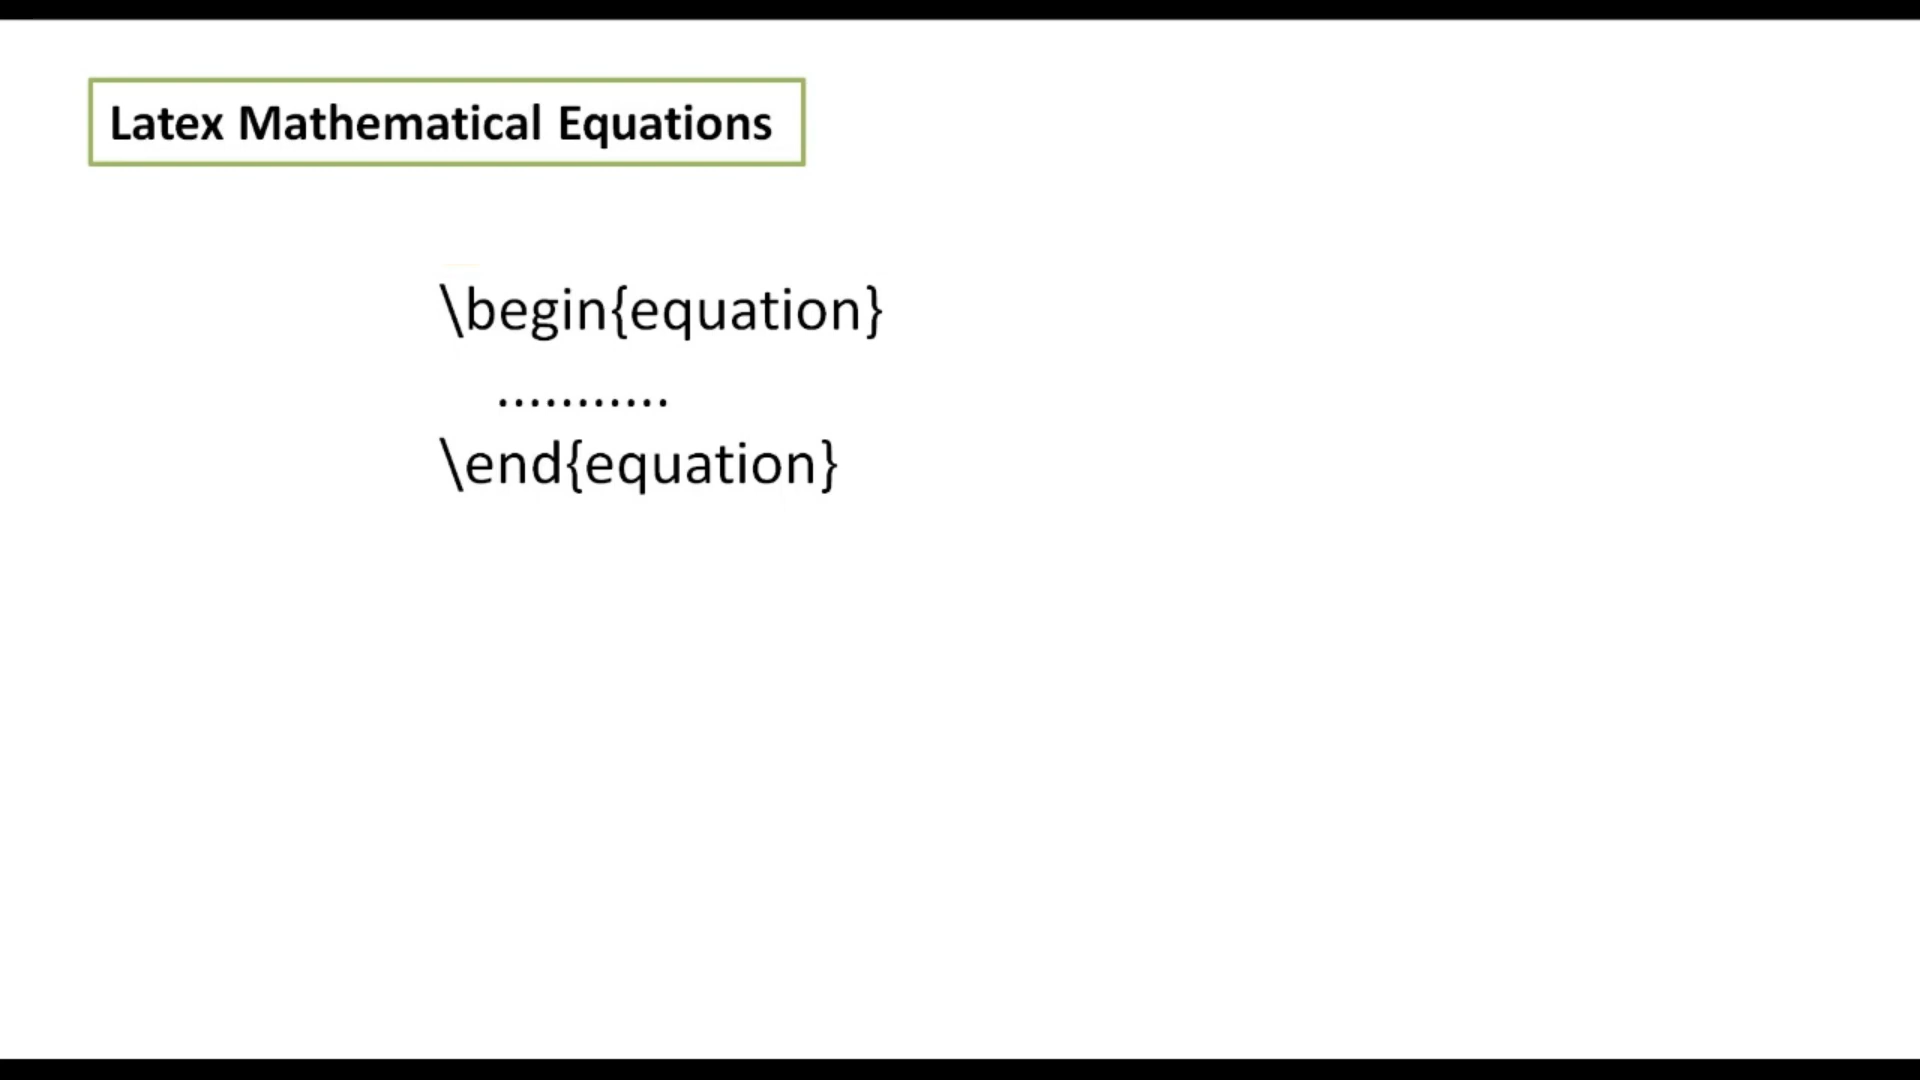 Latex Mathematical Equations
\begin{equation}
...........
\end{equation}